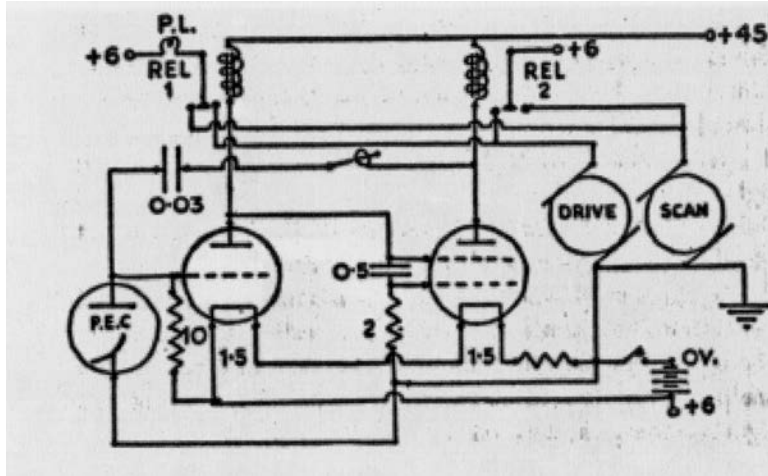 P.L.
+6
REL
1
+45
+6
REL
2
0·03
DRIVE
SCAN
0·5
P.E.C
10
2
1·5
1·5
0V.
+6